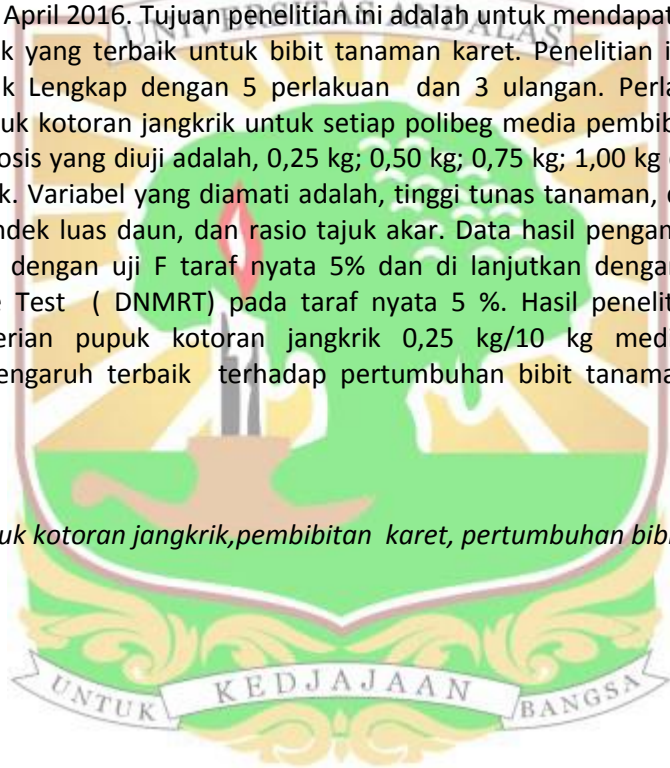 April 2016. Tujuan penelitian ini adalah untuk mendapat
UNIVERSITAS ANDALAS
k yang terbaik untuk bibit tanaman karet. Penelitian i
k Lengkap dengan 5 perlakuan dan 3 ulangan. Perla
uk kotoran jangkrik untuk setiap polibeg media pembib
osis yang diuji adalah, 0,25 kg; 0,50 kg; 0,75 kg; 1,00 kg
k. Variabel yang diamati adalah, tinggi tunas tanaman,
ndek luas daun, dan rasio tajuk akar. Data hasil pengan
dengan uji F taraf nyata 5% dan di lanjutkan dengan
e Test ( DNMRT) pada taraf nyata 5 %. Hasil penelit
erian pupuk kotoran jangkrik 0,25 kg/10 kg med
engaruh terbaik terhadap pertumbuhan bibit tanama
uk kotoran jangkrik,pembibitan karet, pertumbuhan bib
UNTUK KEDJAJAAN BANGSA